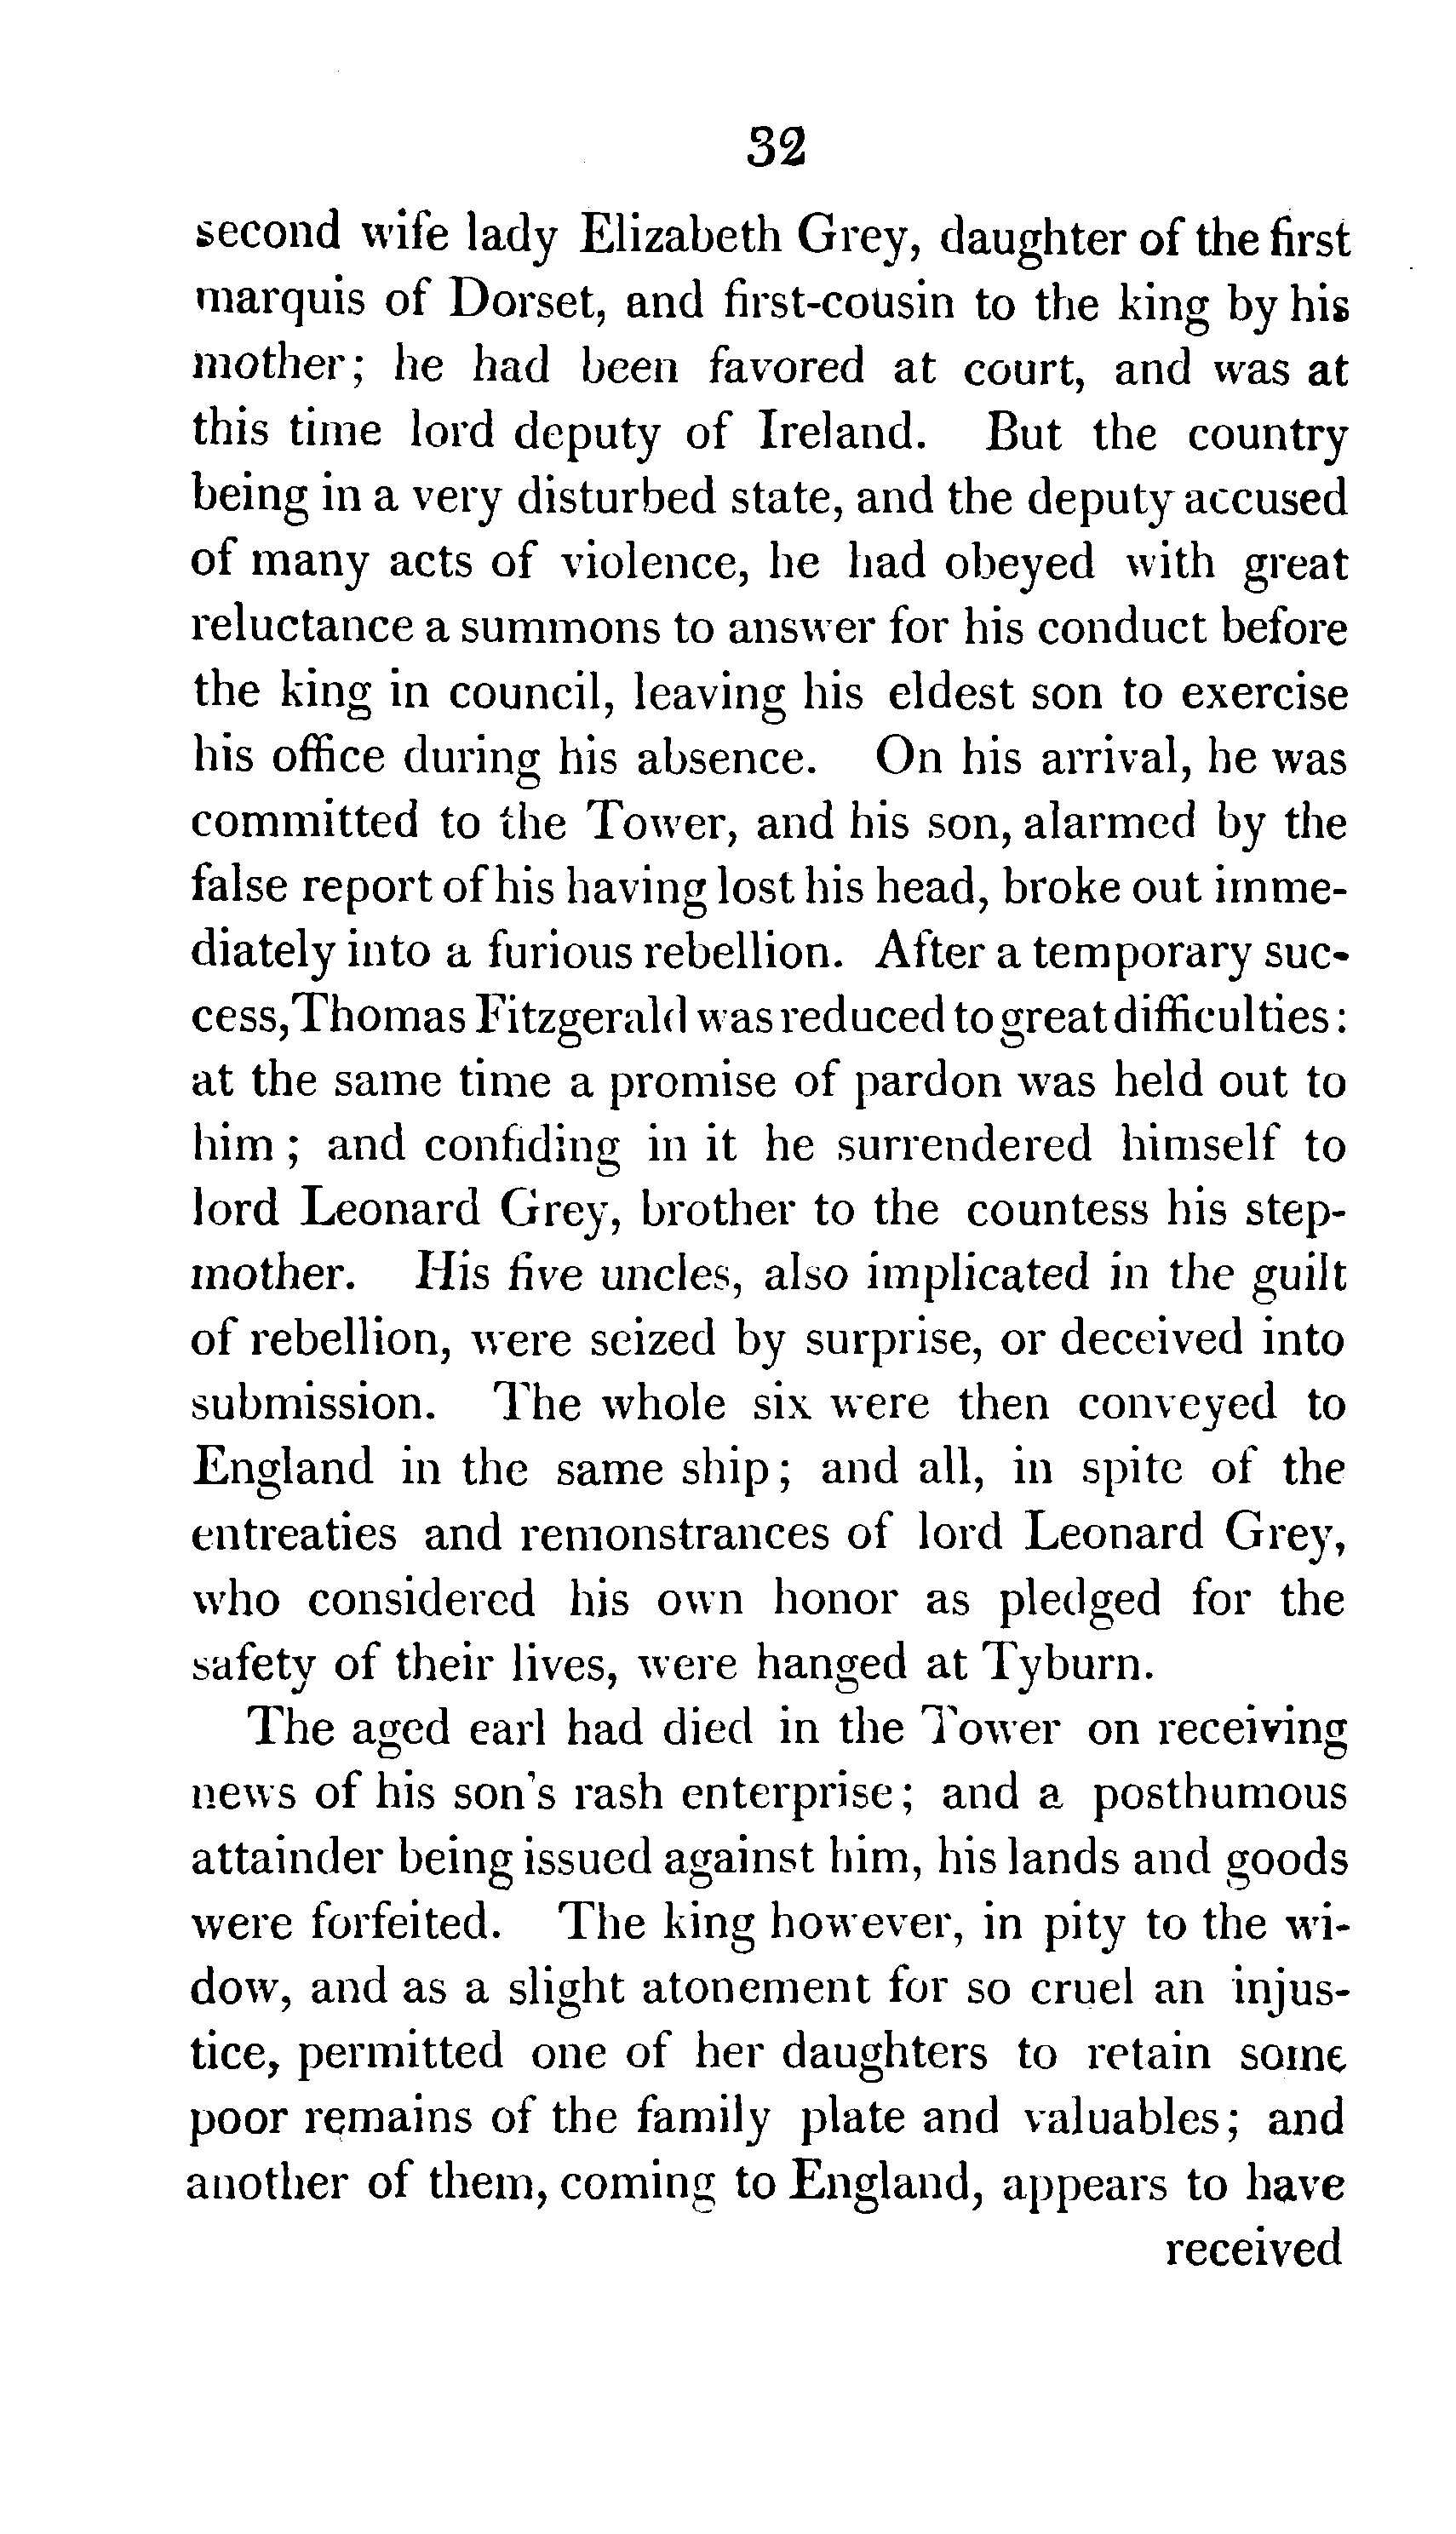 32
second wife lady Elizabeth Grey, daughter of the first
marquis of Dorset, and first-cousin to the king by his
mother; he had been favored at court, and was at
this time lord deputy of Ireland. But the country
being in a very disturbed state, and the deputy accused
of many acts of violence, he had obeyed with great
reluctance a summons to answer for his conduct before
the king in council, leaving his eldest son to exercise
his office during his absence. On his arrival, he was
committed to the Tower, and his son, alarmed by the
false report of his having lost his head, broke out imme-
diately into a furious rebellion. After a temporary suc-
cess, Thomas Fitzgerald was reduced to great difficulties:
at the same time a promise of pardon was held out to
him; and confiding in it he surrendered himself to
lord Leonard Grey, brother to the countess his step-
mother. His five uncles, also implicated in the guilt
of rebellion, were seized by surprise, or deceived into
submission. The whole six were then conveyed to
England in the same ship; and all, in spite of the
entreaties and remonstrances of lord Leonard Grey,
who considered his own honor as pledged for the
safety of their lives, were hanged at Tyburn.
The aged earl had died in the Tower on receiving
news of his son's rash enterprise; and a posthumous
attainder being issued against him, his lands and goods
were forfeited. The king however, in pity to the wi-
dow, and as a slight atonement for so cruel an injus-
tice, permitted one of her daughters to retain some
poor remains of the family plate and valuables; and
another of them, coming to England, appears to have
received